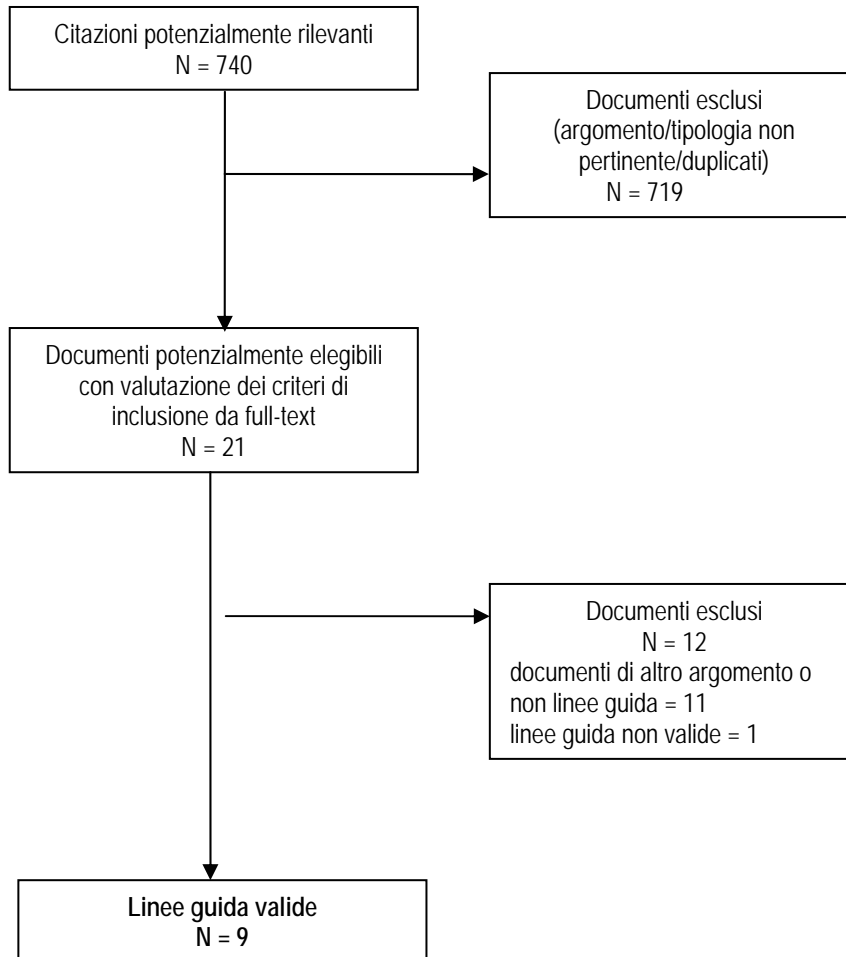 Citazioni potenzialmente rilevanti
N = 740
Documenti esclusi
(argomento/tipologia non
pertinente/duplicati)
N = 719
Documenti potenzialmente elegibili
con valutazione dei criteri di
inclusione da full-text
N = 21
Documenti esclusi
N = 12
documenti di altro argomento o
non linee guida = 11
linee guida non valide = 1
Linee guida valide
N = 9